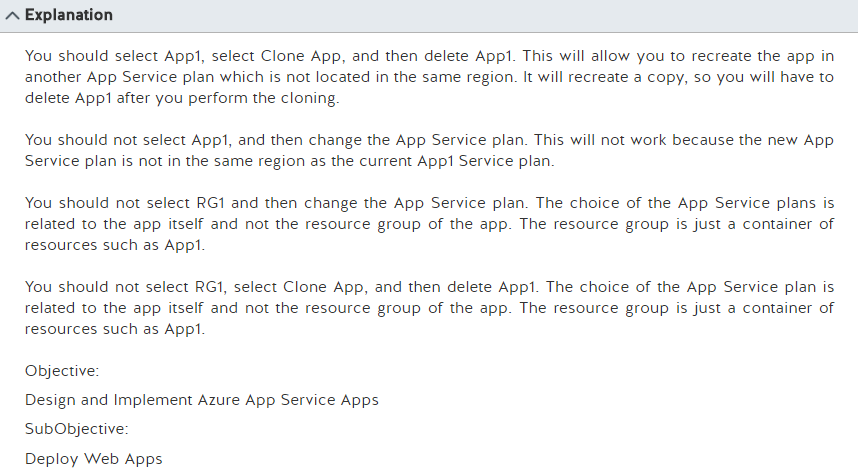 Explanation
You should select App1, select Clone App, and then delete App1. This will allow you to recreate the app in
another App Service plan which is not located in the same region. It will recreate a copy, so you will have to
delete App1 after you perform the cloning.
You should not select App1, and then change the App Service plan. This will not work because the new App
Service plan is not in the same region as the current App1 Service plan.
You should not select RG1 and then change the App Service plan. The choice of the App Service plans is
related to the app itself and not the resource group of the app. The resource group is just a container of
resources such as App1.
You should not select RG1, select Clone App, and then delete App1. The choice of the App Service plan is
related to the app itself and not the resource group of the app. The resource group is just a container of
resources such as App1.
Objective:
Design and Implement Azure App Service Apps
SubObjective:
Deploy Web Apps